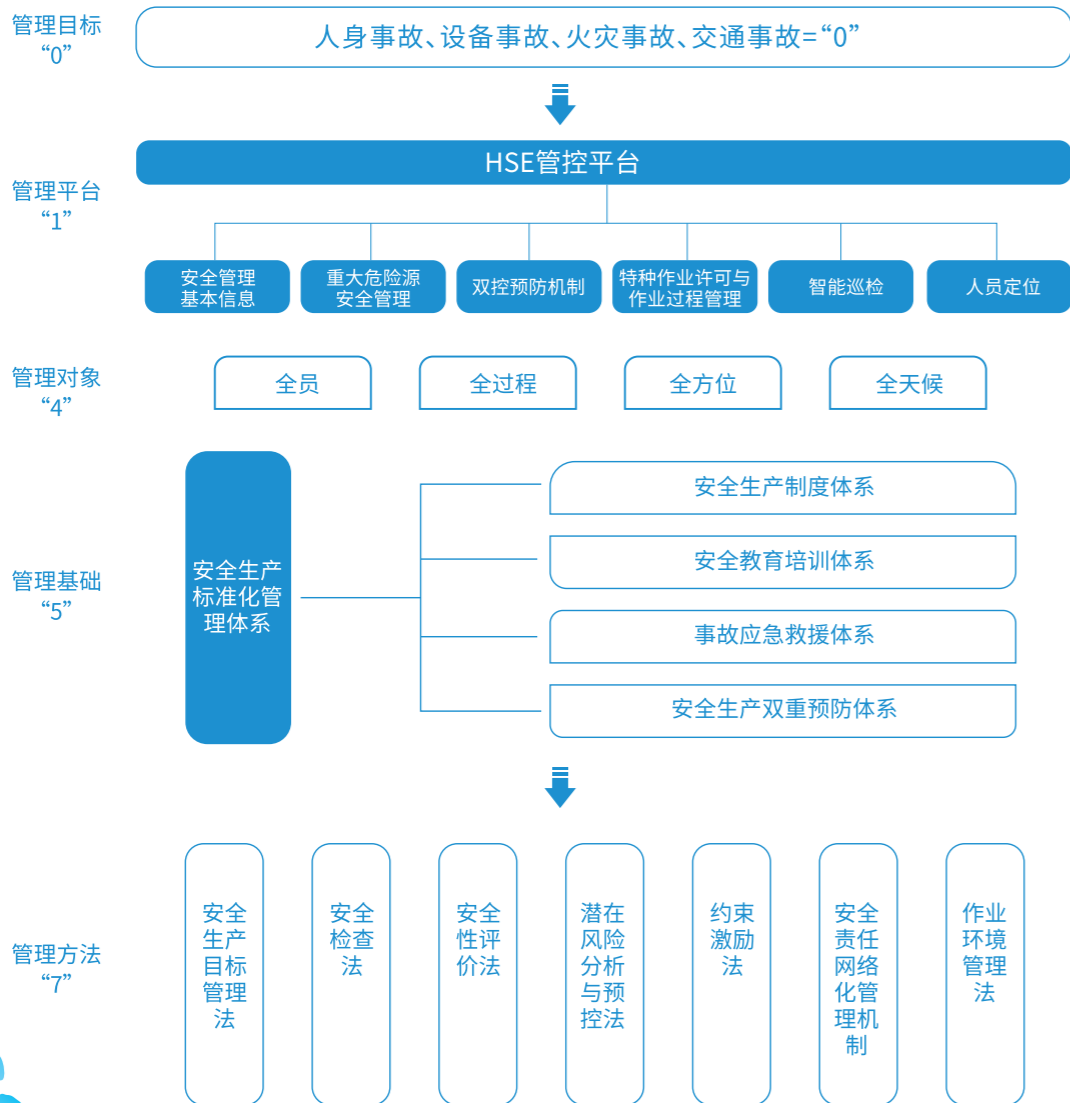 管理目标
“0”
人身事故、设备事故、火灾事故、交通事故=“0”
管理平台
“1”
HSE管控平台
安全管理
基本信息
重大危险源
安全管理
双控预防机制
特种作业许可与
作业过程管理
智能巡检
人员定位
管理对象
“4”
全员
全过程
全方位
全天候
管理基础
“5”
安全生产
标准化管
理体系
安全生产制度体系
安全教育培训体系
事故应急救援体系
安全生产双重预防体系
管理方法
“7”
安全
生产
目标
管理
法
安全
检查
法
安全
性评
价法
潜在
风险
分析
与预
控法
约束
激励
法
安全
责任
网络
化管
理机
制
作业
环境
管理
法